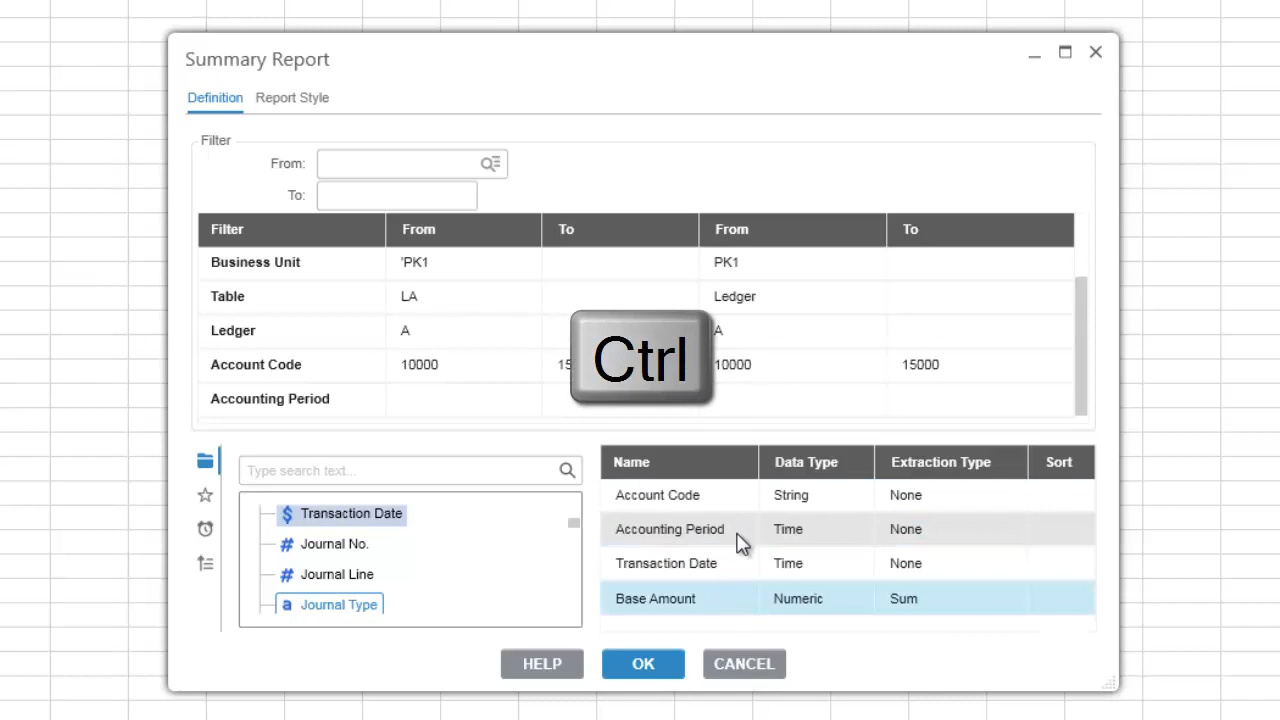 Summary Report
Definition Report Style
Filter
From:
To:
Filter From To From To
Business Unit 'PK1 PK1
Table LA Ledger
Ledger A A
Account Code 10000 15 10000 15000
Accounting Period
Ctrl
Type search text...
Transaction Date
Journal No.
Journal Line
Journal Type
Name Data Type Extraction Type Sort
Account Code String None
Accounting Period Time None
Transaction Date Time None
Base Amount Numeric Sum
HELP OK CANCEL